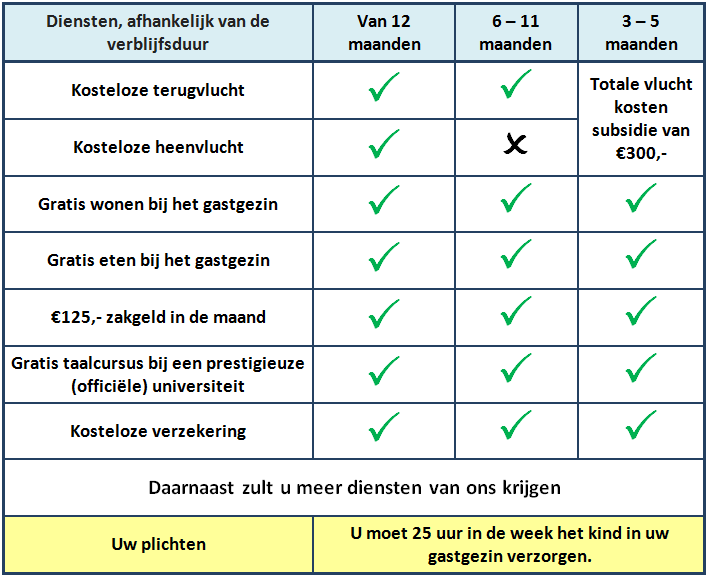 Diensten, afhankelijk van de
verblijfsduur
Van 12
maanden
6 – 11
maanden
3 – 5
maanden
Kosteloze terugvlucht
Totale vlucht
kosten
subsidie van
€300,-
Kosteloze heenvlucht
Gratis wonen bij het gastgezin
Gratis eten bij het gastgezin
€125,- zakgeld in de maand
Gratis taalcursus bij een prestigieuze
(officiële) universiteit
Kosteloze verzekering
Daarnaast zult u meer diensten van ons krijgen
Uw plichten
U moet 25 uur in de week het kind in uw
gastgezin verzorgen.